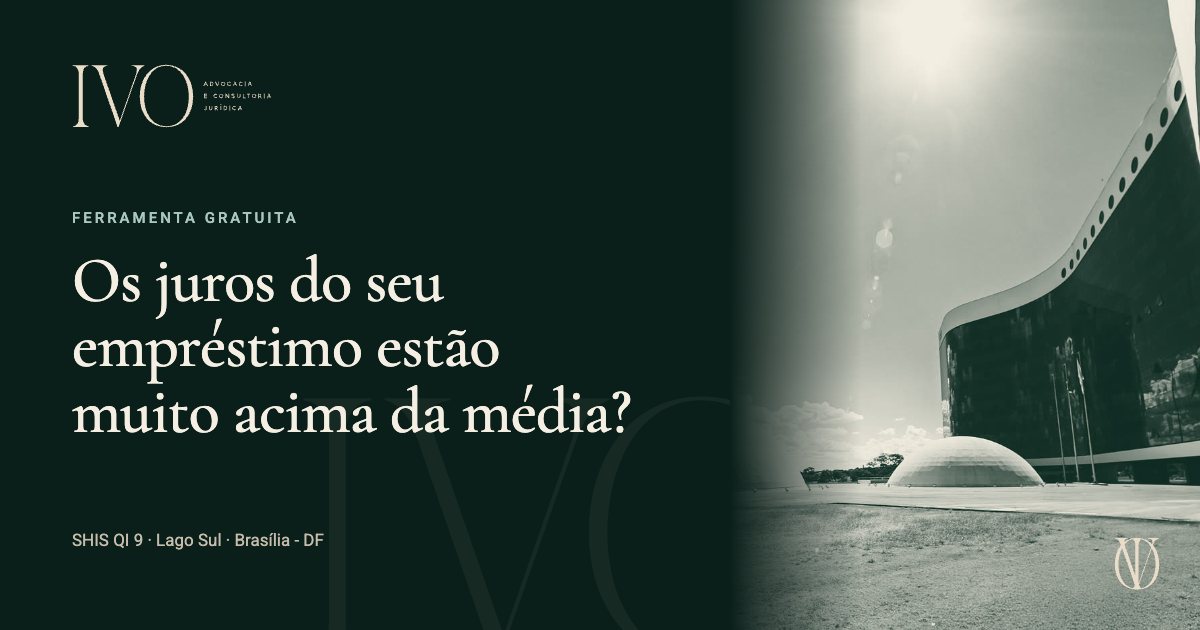 IVO
ADVOCACIA
E CONSULTORIA
JURÍDICA
FERRAMENTA GRATUITA
Os juros do seu
empréstimo estão
muito acima da média?
SHIS QI 9 · Lago Sul · Brasília - DF